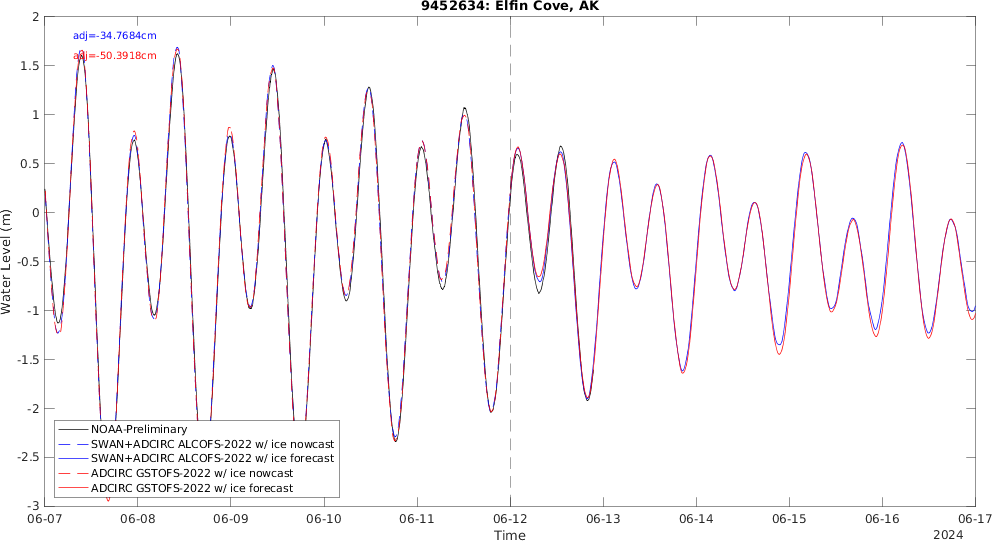 9452634: Elfin Cove, AK
adj=-34.7684cm
adj=-50.3918cm
2
1.5
1
0.5
0
-0.5
-1
-1.5
-2
-2.5
-3
Water Level (m)
NOAA-Preliminary
SWAN+ADCIRC ALCOFS-2022 w/ ice nowcast
SWAN+ADCIRC ALCOFS-2022 w/ ice forecast
ADCIRC GSTOFS-2022 w/ ice nowcast
ADCIRC GSTOFS-2022 w/ ice forecast
06-07 06-08 06-09 06-10 06-11 06-12 06-13 06-14 06-15 06-16 06-17
Time
2024